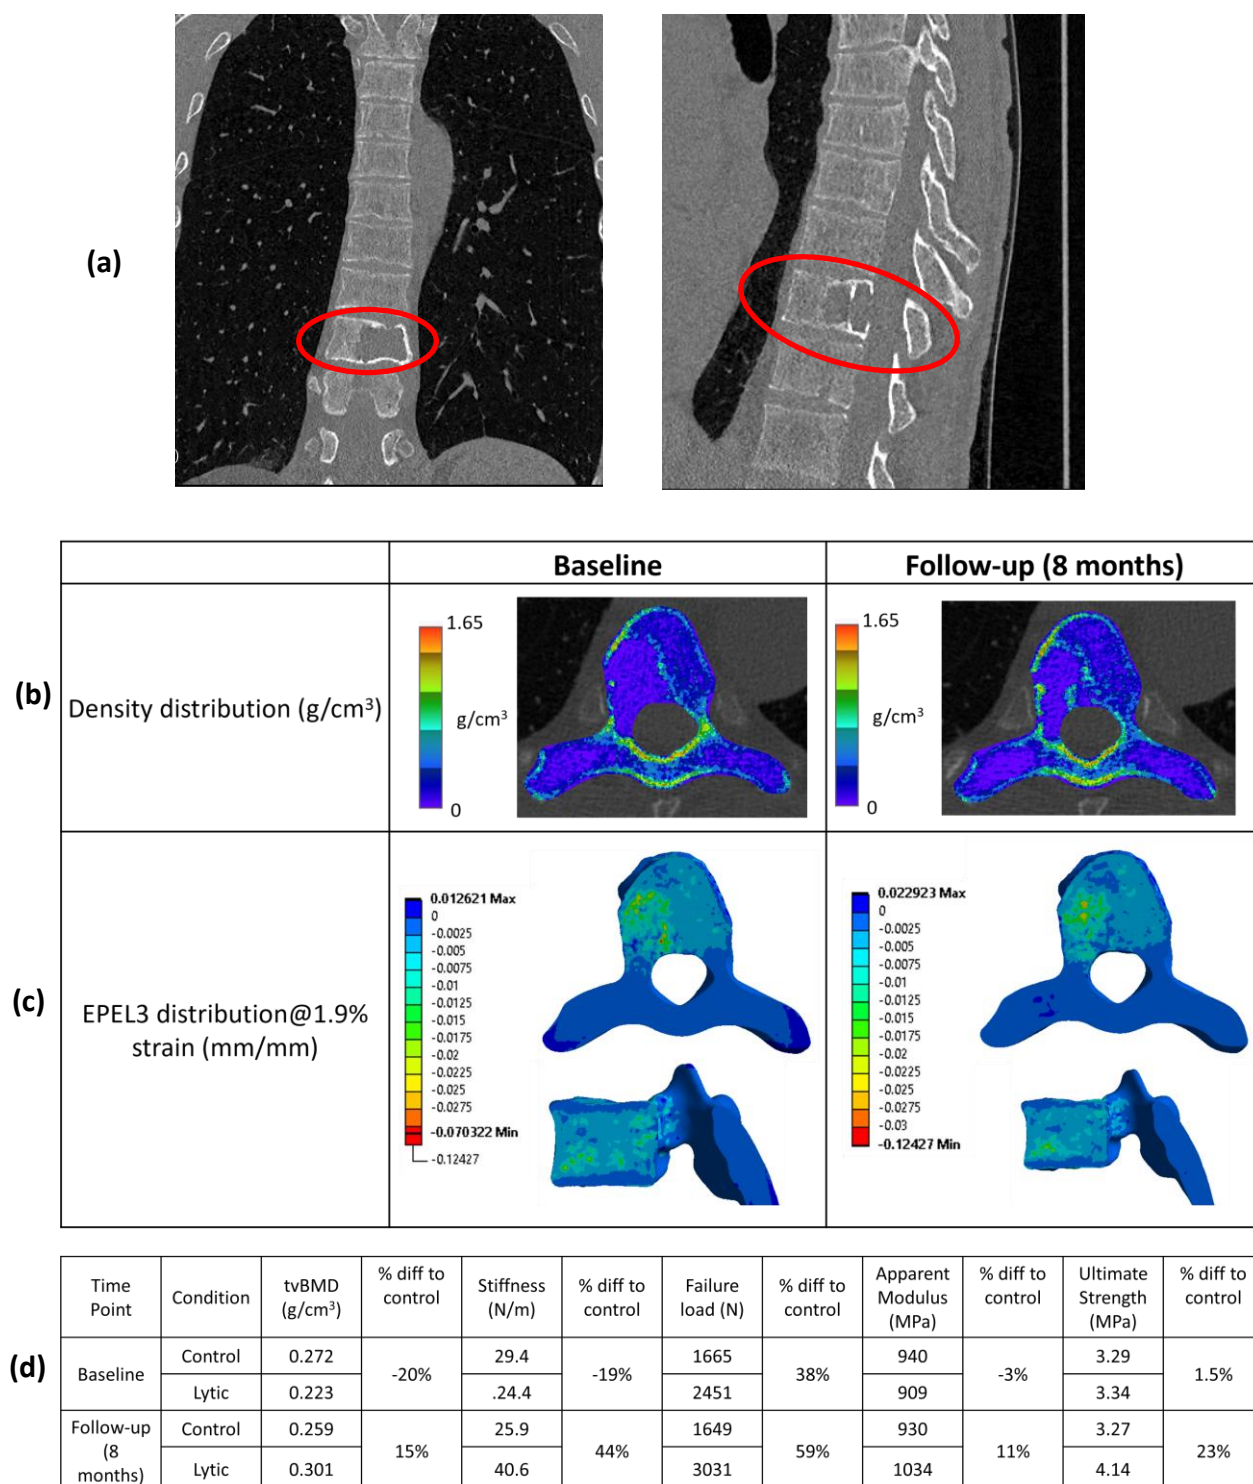 (a)
Baseline
Follow-up (8 months)
(b)
Density distribution (g/cm³)
1.65
g/cm³
0
1.65
g/cm³
0
(c)
EPEL3 distribution@1.9%
strain (mm/mm)
0.012621 Max
0
-0.0025
-0.005
-0.0075
-0.01
-0.0125
-0.015
-0.0175
-0.02
-0.0225
-0.025
-0.0275
-0.070322 Min
-0.12427
0.022923 Max
0
-0.0025
-0.005
-0.0075
-0.01
-0.0125
-0.015
-0.0175
-0.02
-0.0225
-0.025
-0.0275
-0.03
-0.12427 Min
(d)
Time Point | Condition | tvBMD (g/cm³) | % diff to control | Stiffness (N/m) | % diff to control | Failure load (N) | % diff to control | Apparent Modulus (MPa) | % diff to control | Ultimate Strength (MPa) | % diff to control
Baseline | Control | 0.272 | -20% | 29.4 | -19% | 1665 | 38% | 940 | -3% | 3.29 | 1.5%
Lytic | 0.223 | .24.4 | 2451 | 909 | 3.34
Follow-up (8 months) | Control | 0.259 | 15% | 25.9 | 44% | 1649 | 59% | 930 | 11% | 3.27 | 23%
Lytic | 0.301 | 40.6 | 3031 | 1034 | 4.14